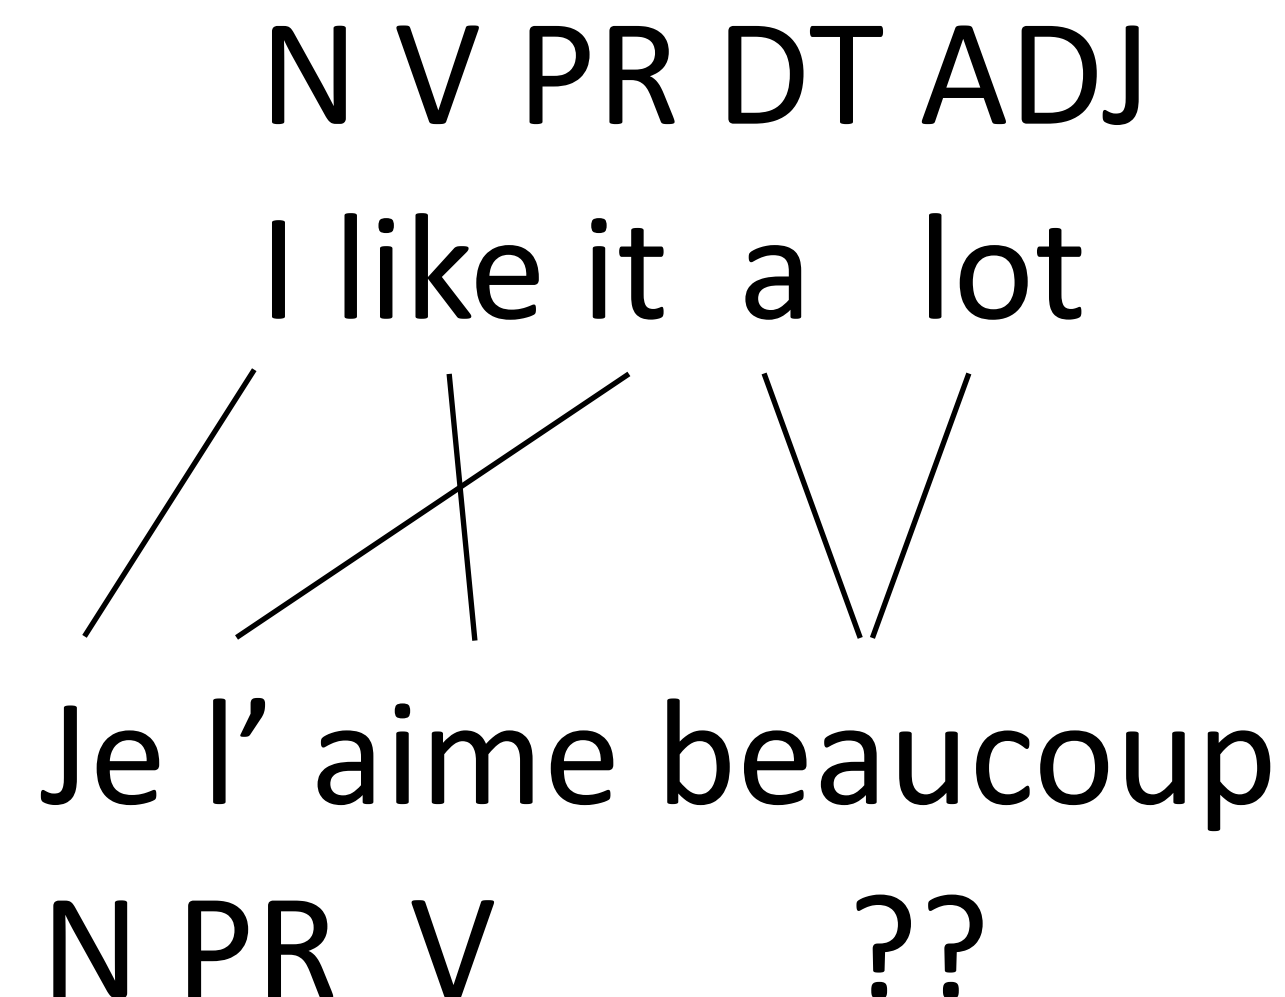 N V PR DT ADJ
I like it a lot
Je l’ aime beaucoup
N PR V ??